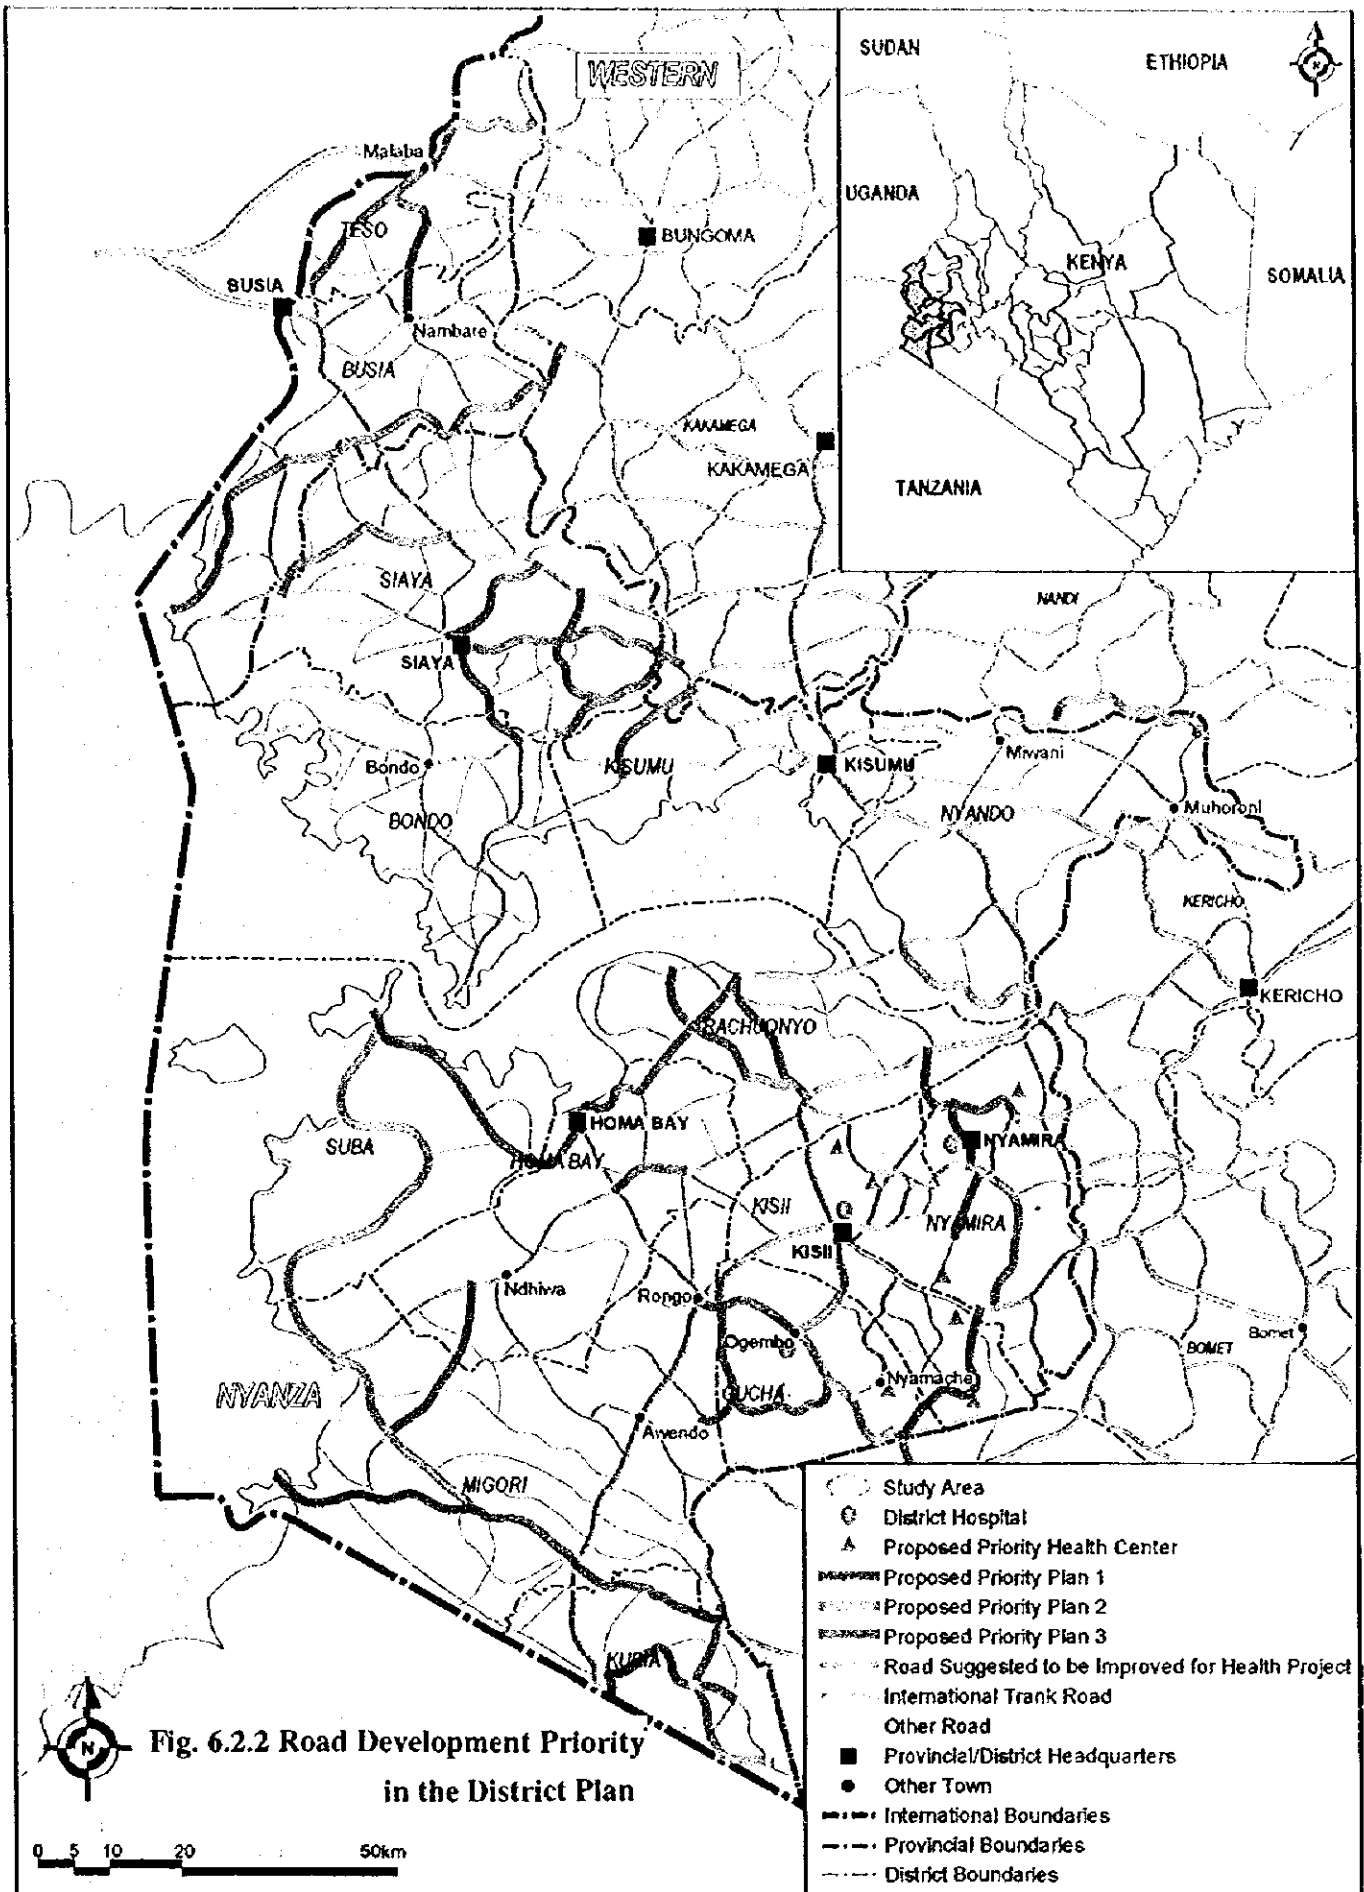 WESTERN
SUDAN
ETHIOPIA
UGANDA
KENYA
SOMALIA
TANZANIA
N
Malaba
TESO
BUNGOMA
BUSIA
Nambare
BUSIA
KAKAMEGA
KAKAMEGA
NANDI
SIAYA
SIAYA
Miwani
Bondo
KISUMU
KISUMU
NYANDO
Muhoroni
BONDO
KERICHO
KERICHO
RACHUONYO
HOMA BAY
NYAMIRA
SUBA
HOMA BAY
KISII
NYAMIRA
KISII
Ndhiwa
Rongo
Ogembo
Bomet
BOMET
Nyamache
GUCHA
NYANZA
Awendo
MIGORI
KURIA
Study Area
District Hospital
Proposed Priority Health Center
Proposed Priority Plan 1
Proposed Priority Plan 2
Proposed Priority Plan 3
Road Suggested to be Improved for Health Project
International Trank Road
Other Road
Provincial/District Headquarters
Other Town
International Boundaries
Provincial Boundaries
District Boundaries
N
Fig. 6.2.2 Road Development Priority
in the District Plan
0 5 10 20 50km